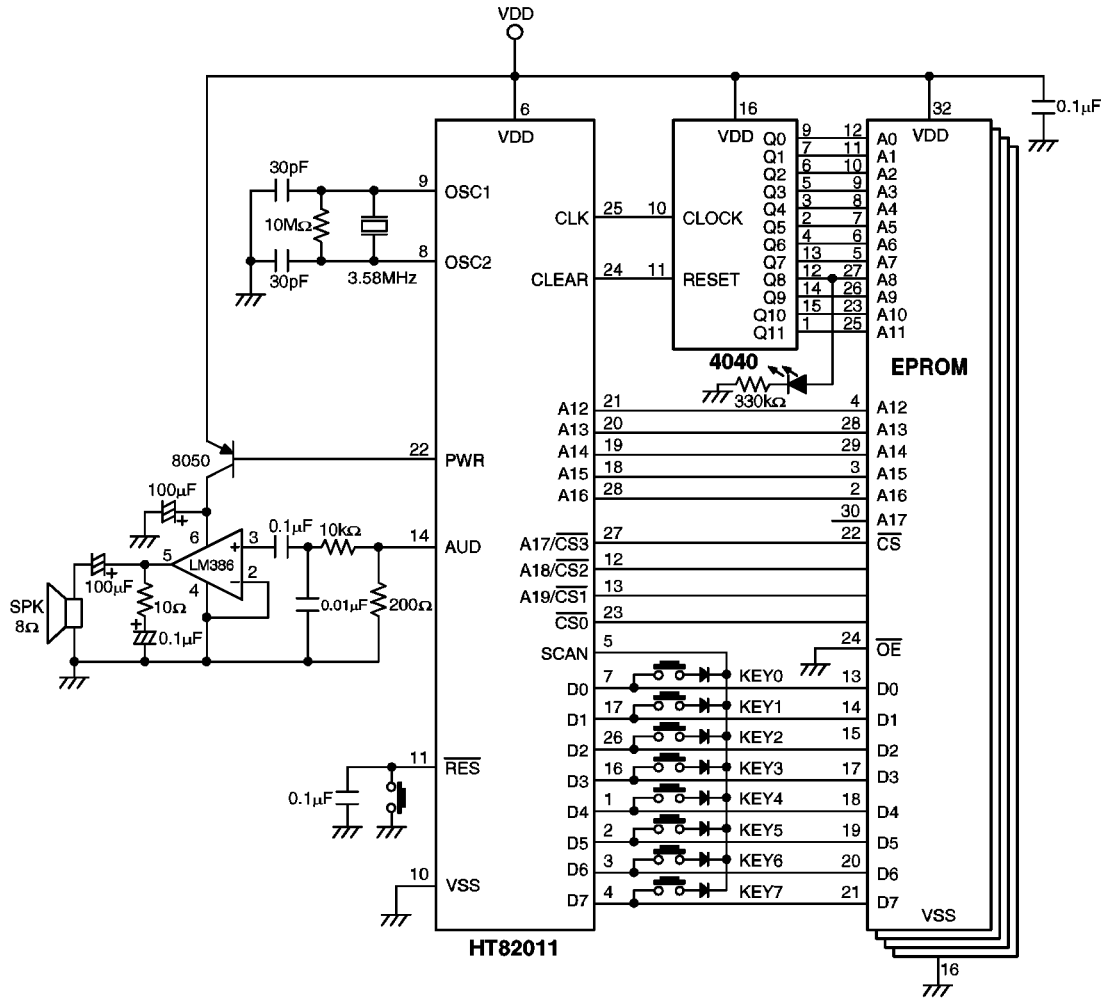 VDD
6
VDD
16
VDD
32
VDD
0.1μF
30pF
10MΩ
30pF
3.58MHz
9
OSC1
8
OSC2
CLK
25
10
CLOCK
CLEAR
24
11
RESET
Q0 9 12 A0
Q1 7 11 A1
Q2 6 10 A2
Q3 5 9 A3
Q4 3 8 A4
Q5 2 7 A5
Q6 4 6 A6
Q7 13 5 A7
Q8 12 27 A8
Q9 14 26 A9
Q10 15 23 A10
Q11 1 25 A11
4040
EPROM
330kΩ
A12 21 4 A12
A13 20 28 A13
A14 19 29 A14
A15 18 3 A15
A16 28 2 A16
30 A17
A17/C̅S̅3̅ 27 22 C̅S̅
A18/C̅S̅2̅ 12
A19/C̅S̅1̅ 13
C̅S̅0̅ 23
SCAN 5
24 O̅E̅
8050
22
PWR
100μF
6
0.1μF
10kΩ
14
AUD
5
LM386
+
3
−
2
4
100μF
+
+
+
10Ω
0.1μF
0.01μF
200Ω
SPK
8Ω
D0 7 KEY0 13 D0
D1 17 KEY1 14 D1
D2 26 KEY2 15 D2
D3 16 KEY3 17 D3
D4 1 KEY4 18 D4
D5 2 KEY5 19 D5
D6 3 KEY6 20 D6
D7 4 KEY7 21 D7
11
R̅E̅S̅
0.1μF
10
VSS
VSS
HT82011
16